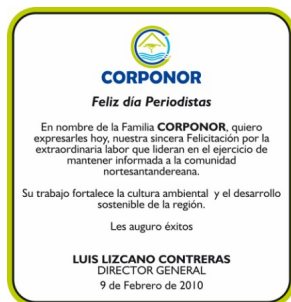 CORPONOR
Feliz día Periodistas
En nombre de la Familia CORPONOR, quiero
expresarles hoy, nuestra sincera Felicitación por la
extraordinaria labor que lideran en el ejercicio de
mantener informada a la comunidad
nortesantandereana.
Su trabajo fortalece la cultura ambiental y el desarrollo
sostenible de la región.
Les auguro éxitos
LUIS LIZCANO CONTRERAS
DIRECTOR GENERAL
9 de Febrero de 2010